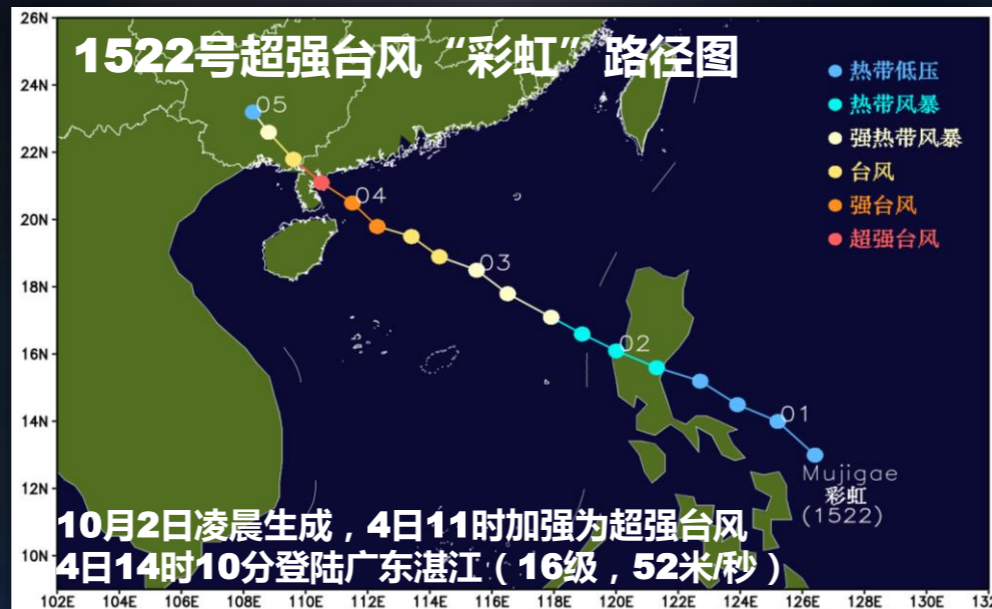 1522号超强台风“彩虹”路径图
热带低压
热带风暴
强热带风暴
台风
强台风
超强台风
26N
24N
22N
20N
18N
16N
14N
12N
10N
05
04
03
02
01
Mujigae
彩虹
(1522)
10月2日凌晨生成，4日11时加强为超强台风
4日14时10分登陆广东湛江（16级，52米/秒）
102E 104E 106E 108E 110E 112E 114E 116E 118E 120E 122E 124E 126E 128E 130E